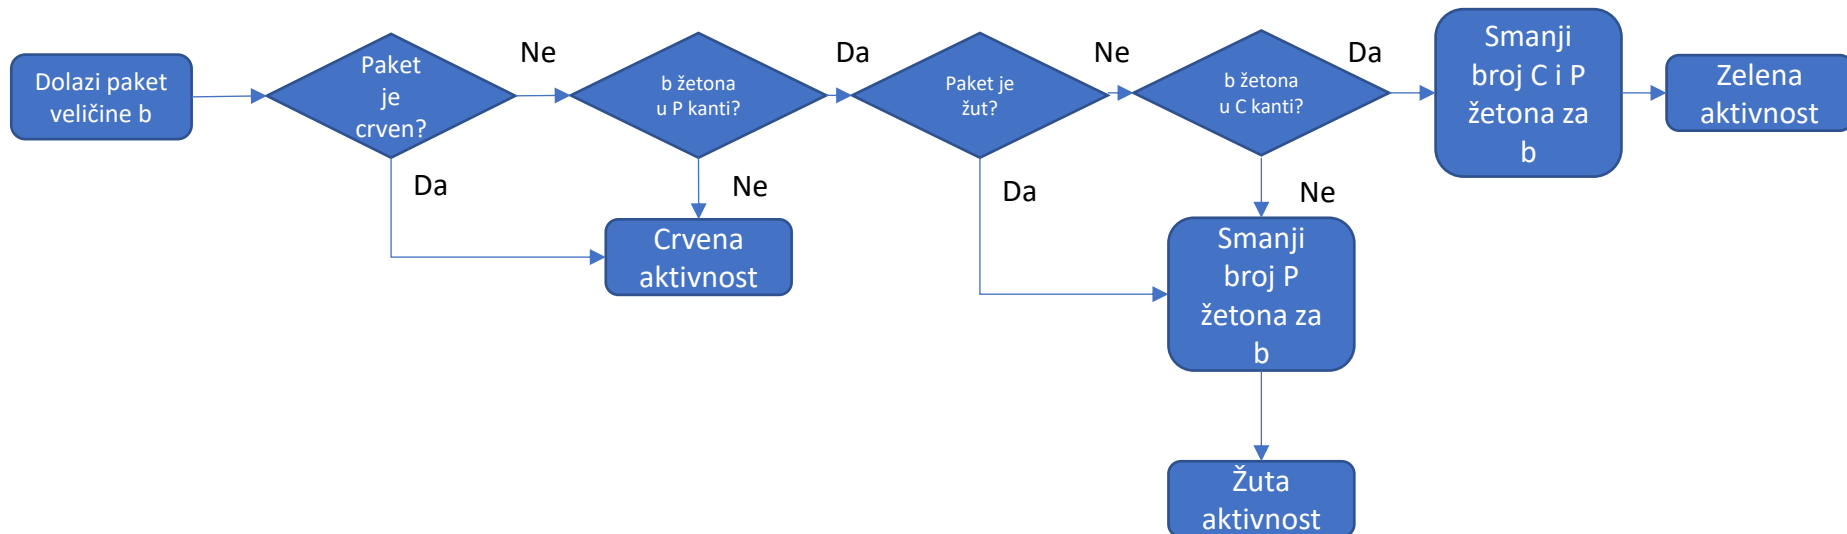 Dolazi paket
veličine b
Paket
je
crven?
Ne
b žetona
u P kanti?
Da
Paket je
žut?
Ne
b žetona
u C kanti?
Da
Smanji
broj C i P
žetona za
b
Zelena
aktivnost
Da
Ne
Crvena
aktivnost
Da
Ne
Smanji
broj P
žetona za
b
Žuta
aktivnost